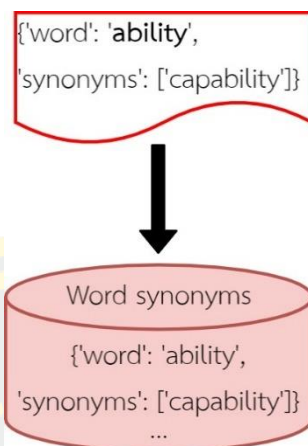 {'word': 'ability',
'synonyms': ['capability']}
Word synonyms
{'word': 'ability',
'synonyms': ['capability']}
...